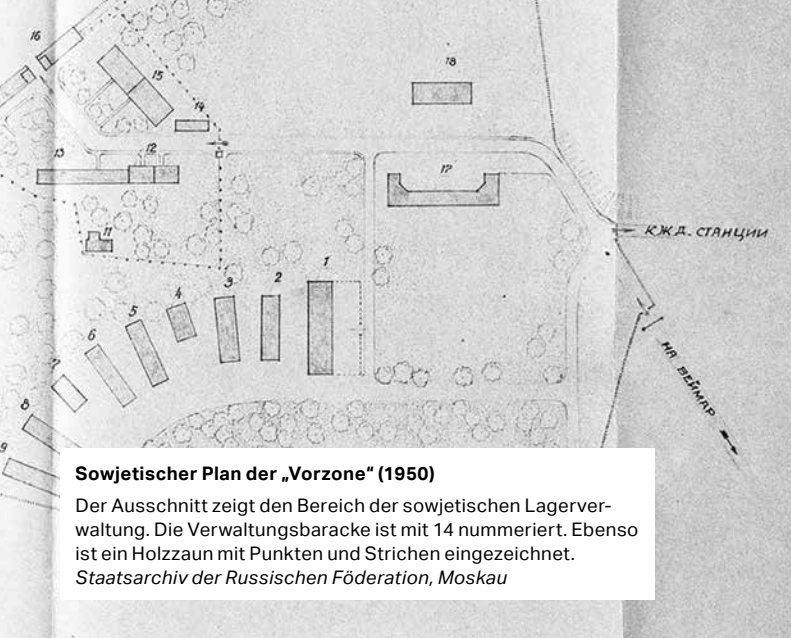 16
15
18
14
13
12
17
11
К Ж.Д. СТАНЦИИ
1
2
3
4
5
6
7
8
9
НА ВЕЙМАР
Sowjetischer Plan der „Vorzone“ (1950)
Der Ausschnitt zeigt den Bereich der sowjetischen Lagerver-
waltung. Die Verwaltungsbaracke ist mit 14 nummeriert. Ebenso
ist ein Holzzaun mit Punkten und Strichen eingezeichnet.
Staatsarchiv der Russischen Föderation, Moskau